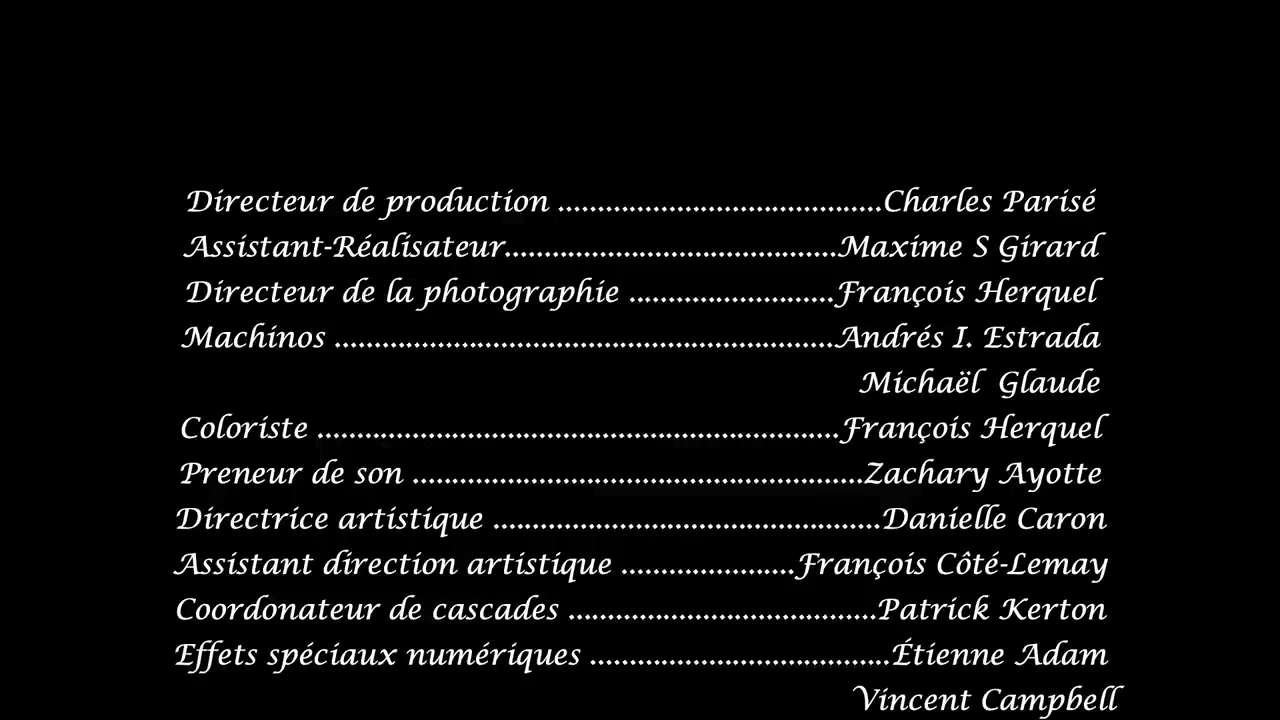 Directeur de production .........................................Charles Parisé
Assistant-Réalisateur..........................................Maxime S Girard
Directeur de la photographie ..........................François Herquel
Machinos ...............................................................Andrés I. Estrada
Michaël Glaude
Coloriste ..................................................................François Herquel
Preneur de son .........................................................Zachary Ayotte
Directrice artistique .................................................Danielle Caron
Assistant direction artistique ......................François Côté-Lemay
Coordonateur de cascades .......................................Patrick Kerton
Effets spéciaux numériques ......................................Étienne Adam
Vincent Campbell